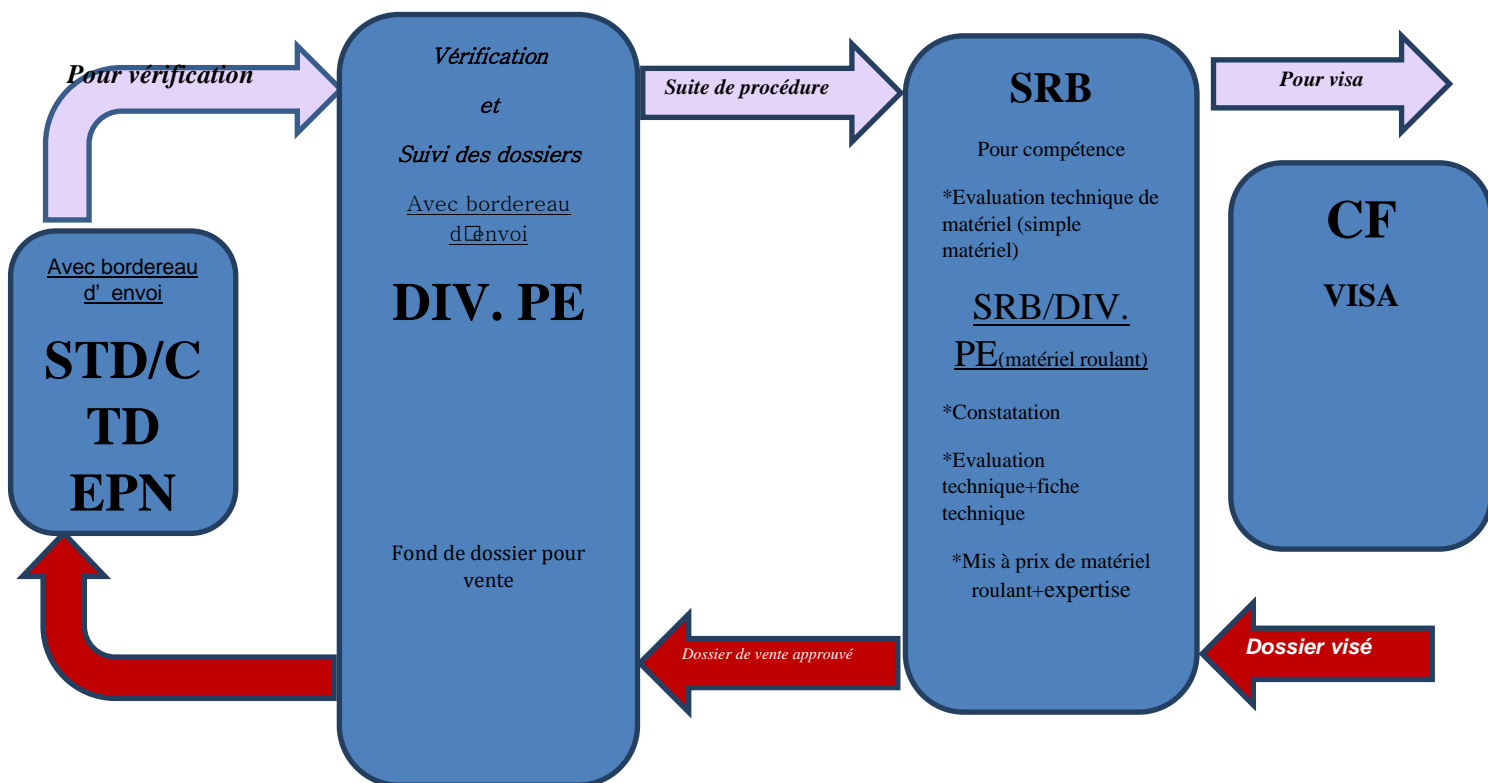 Pour vérification
Avec bordereau
d’ envoi
STD/C
TD
EPN
Vérification
et
Suivi des dossiers
Avec bordereau
d□envoi
DIV. PE
Fond de dossier pour
vente
Suite de procédure
SRB
Pour compétence
*Evaluation technique de
matériel (simple
matériel)
SRB/DIV.
PE(matériel roulant)
*Constatation
*Evaluation
technique+fiche
technique
*Mis à prix de matériel
roulant+expertise
Pour visa
CF
VISA
Dossier visé
Dossier de vente approuvé